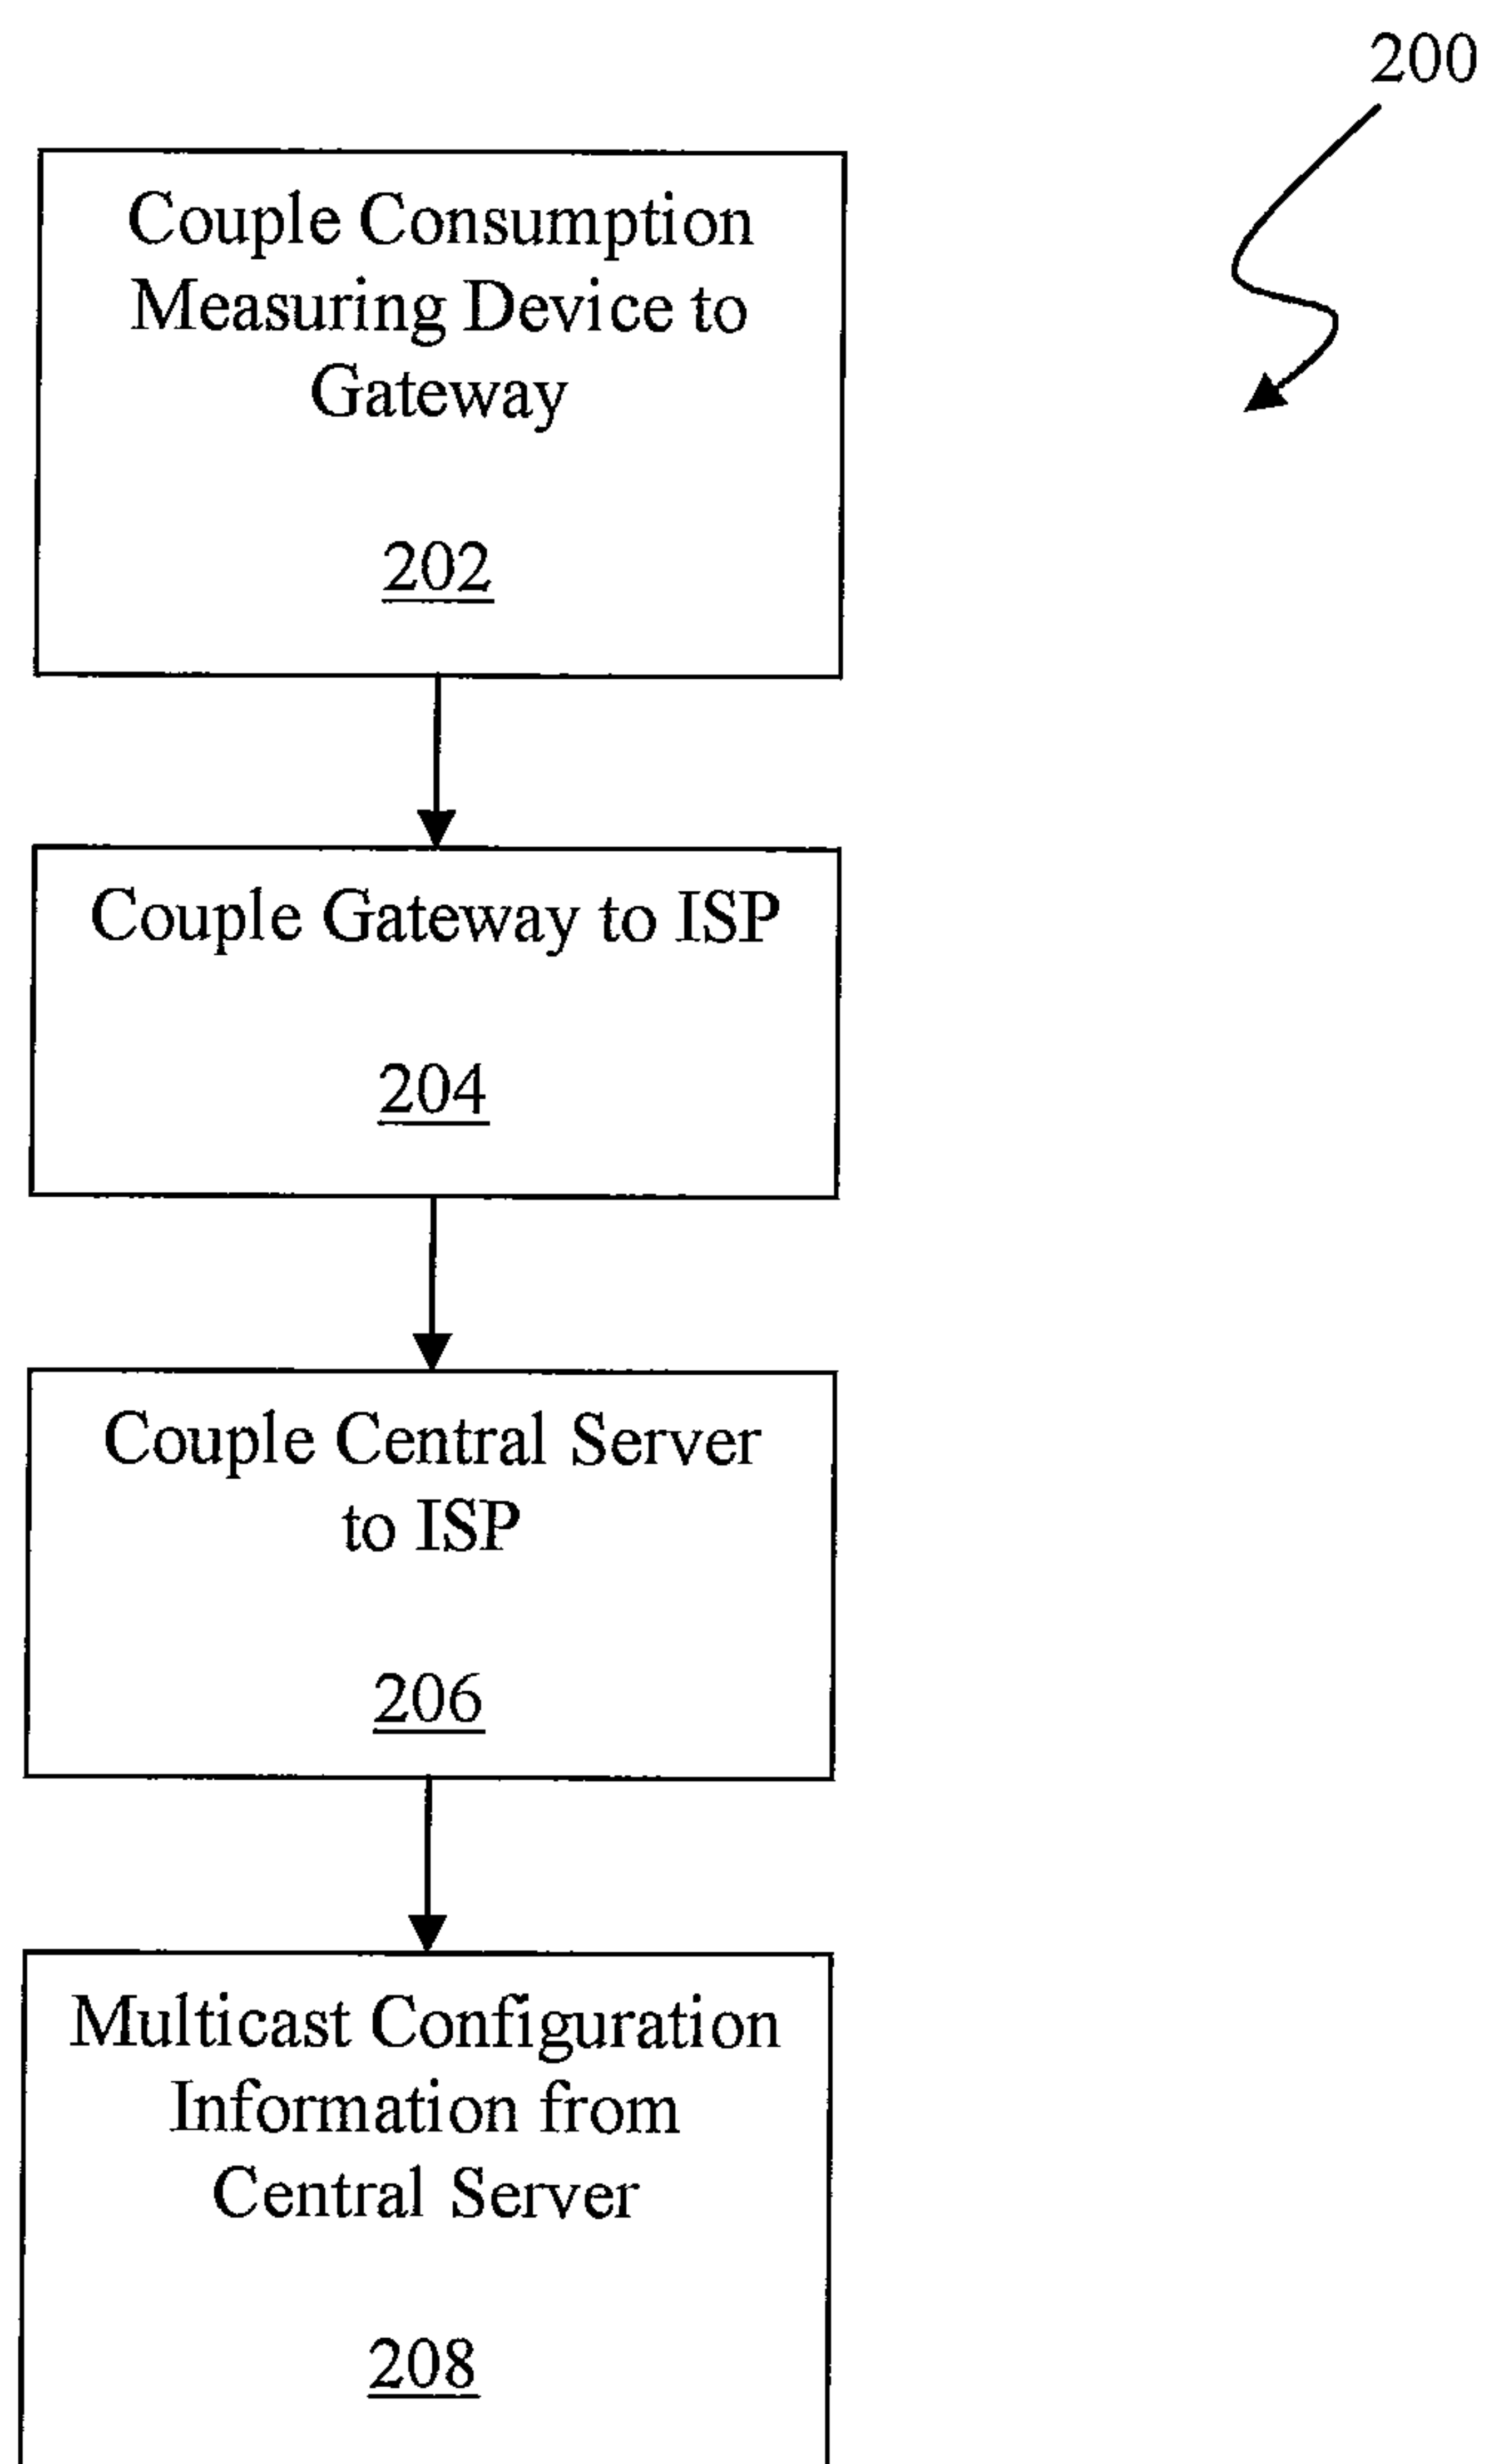 200
Couple Consumption
Measuring Device to
Gateway
202
Couple Gateway to ISP
204
Couple Central Server
to ISP
206
Multicast Configuration
Information from
Central Server
208